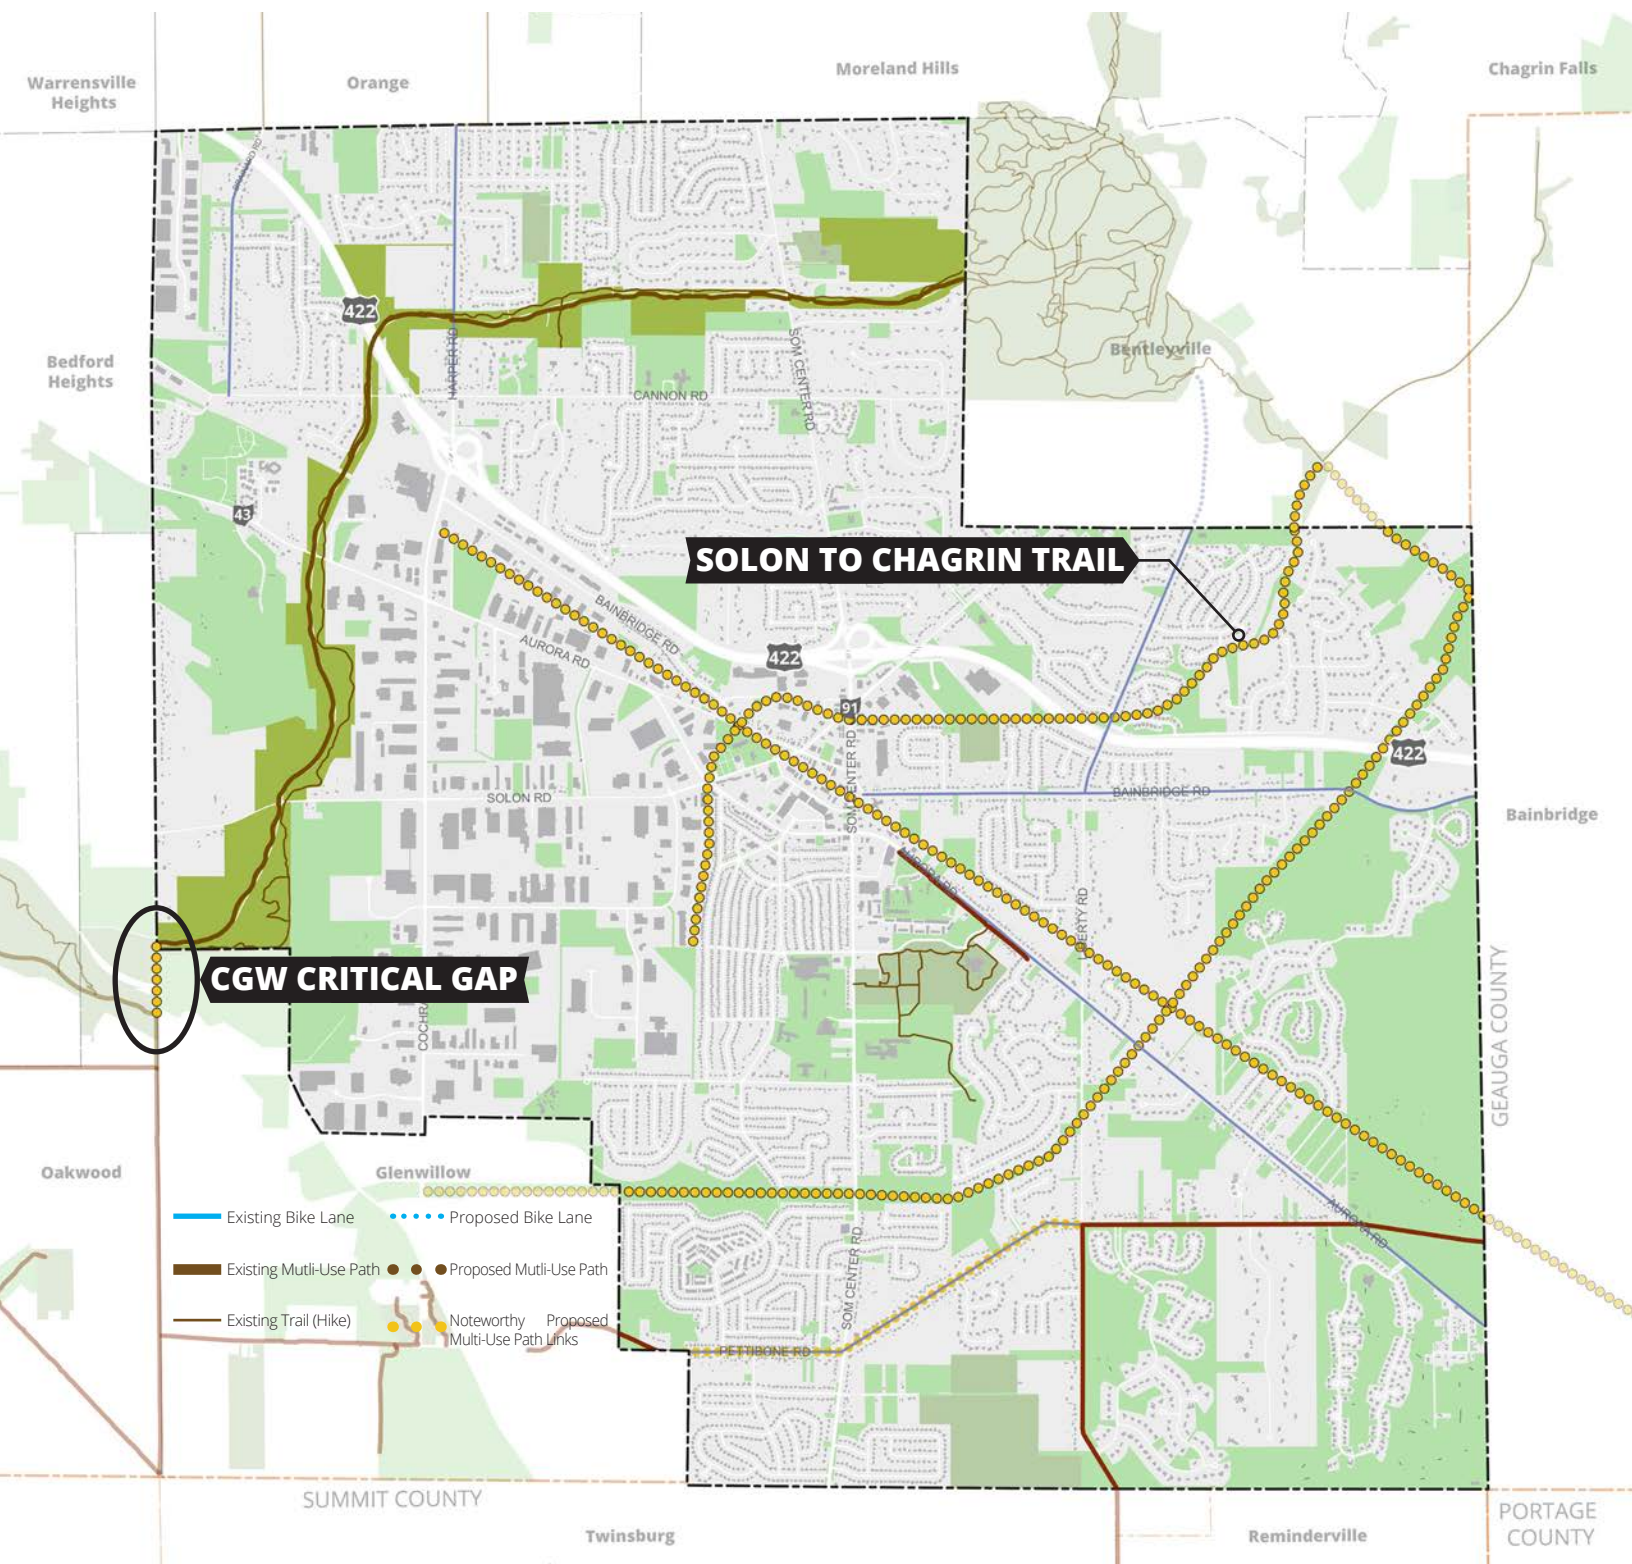 Warrensville
Heights
Orange
Moreland Hills
Chagrin Falls
422
HARPER RD
SOM CENTER RD
Bedford
Heights
Bentleyville
CANNON RD
43
SOLON TO CHAGRIN TRAIL
BAINBRIDGE RD
AURORA RD
422
91
422
SOM CENTER RD
SOLON RD
BAINBRIDGE RD
Bainbridge
AURORA RD
GEAUGA COUNTY
CGW CRITICAL GAP
Oakwood
Glenwillow
AURORA RD
Existing Bike Lane
Proposed Bike Lane
Existing Mutli-Use Path
Proposed Mutli-Use Path
Existing Trail (Hike)
Noteworthy Proposed
Multi-Use Path Links
SOM CENTER RD
PETTIBONE RD
SUMMIT COUNTY
Twinsburg
Reminderville
PORTAGE
COUNTY